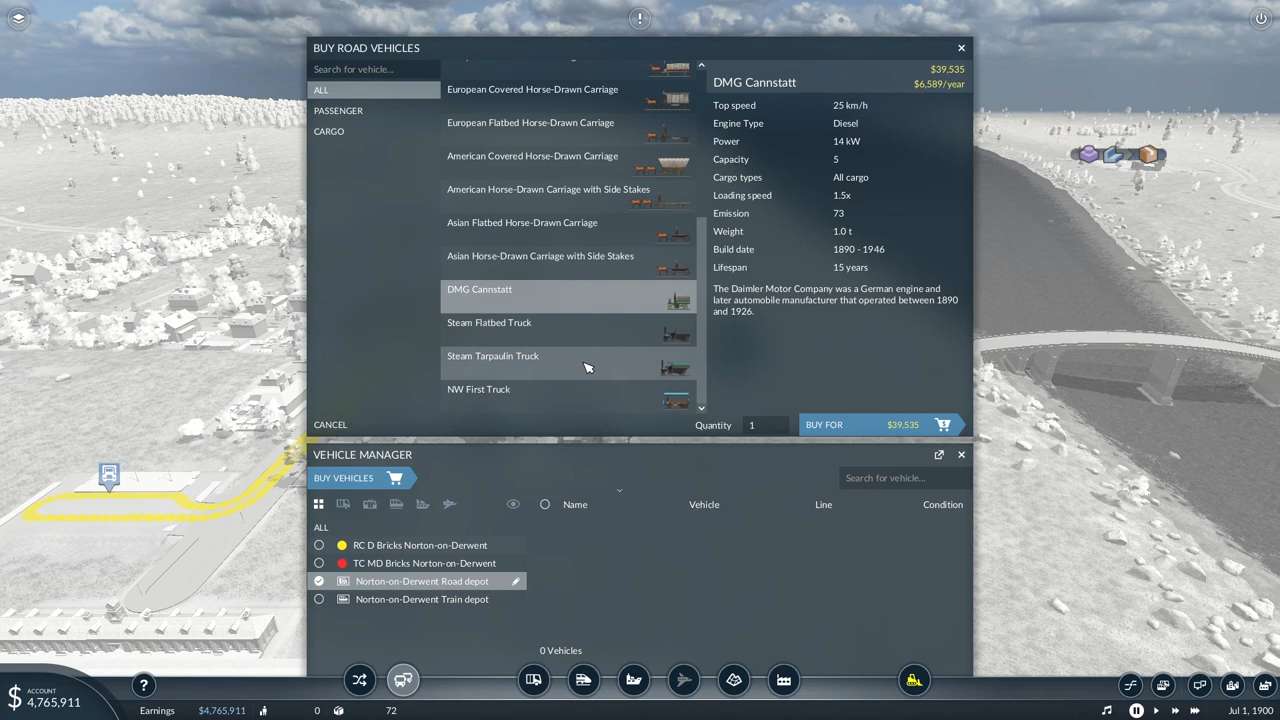 BUY ROAD VEHICLES
Search for vehicle...
ALL
PASSENGER
CARGO
European Covered Horse-Drawn Carriage
European Flatbed Horse-Drawn Carriage
American Covered Horse-Drawn Carriage
American Horse-Drawn Carriage with Side Stakes
Asian Flatbed Horse-Drawn Carriage
Asian Horse-Drawn Carriage with Side Stakes
DMG Cannstatt
Steam Flatbed Truck
Steam Tarpaulin Truck
NW First Truck
$39,535
DMG Cannstatt
$6,589/year
Top speed 25 km/h
Engine Type Diesel
Power 14 kW
Capacity 5
Cargo types All cargo
Loading speed 1.5x
Emission 73
Weight 1.0 t
Build date 1890 - 1946
Lifespan 15 years
The Daimler Motor Company was a German engine and
later automobile manufacturer that operated between 1890
and 1926.
CANCEL
Quantity 1
BUY FOR $39,535
VEHICLE MANAGER
BUY VEHICLES
Search for vehicle...
Name Vehicle Line Condition
ALL
RC D Bricks Norton-on-Derwent
TC MD Bricks Norton-on-Derwent
Norton-on-Derwent Road depot
Norton-on-Derwent Train depot
0 Vehicles
$ ACCOUNT
4,765,911
?
Earnings $4,765,911 0 72
Jul 1, 1900